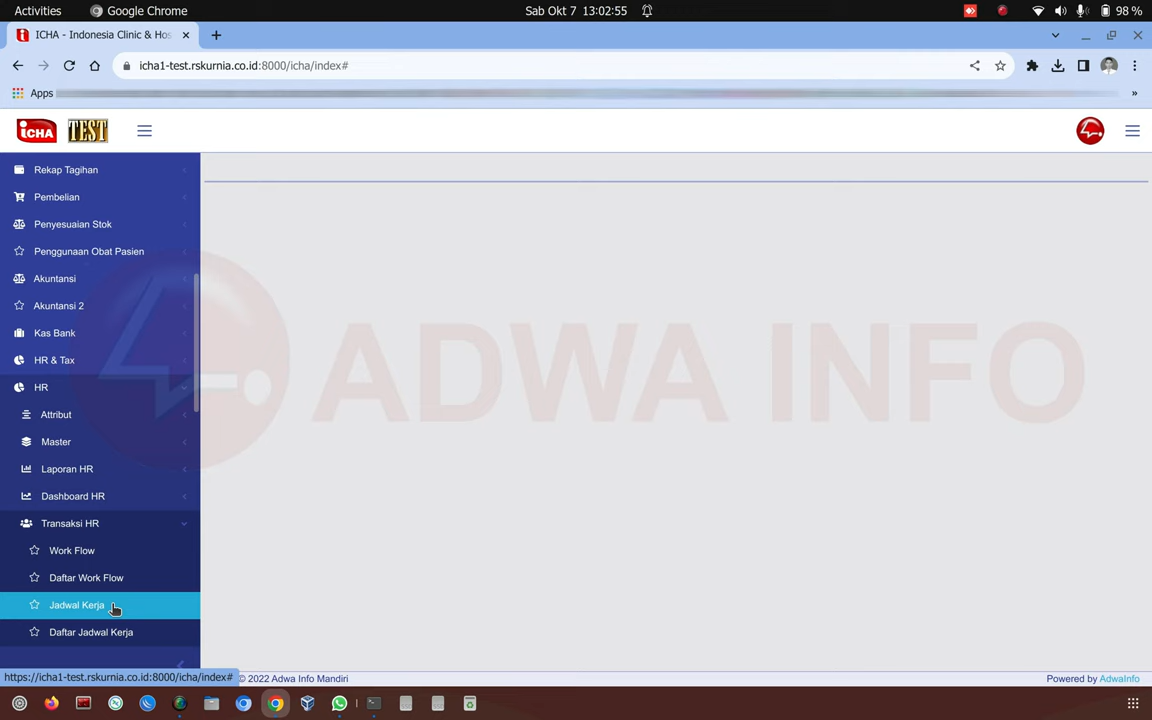 Activities
Google Chrome
Sab Okt 7 13:02:55
98 %
ICHA - Indonesia Clinic & Hos
icha1-test.rskurnia.co.id:8000/icha/index#
Apps
»
iCHA
TEST
Rekap Tagihan
Pembelian
Penyesuaian Stok
Penggunaan Obat Pasien
Akuntansi
Akuntansi 2
Kas Bank
HR & Tax
HR
Attribut
Master
Laporan HR
Dashboard HR
Transaksi HR
Work Flow
Daftar Work Flow
Jadwal Kerja
Daftar Jadwal Kerja
ADWA INFO
https://icha1-test.rskurnia.co.id:8000/icha/index#
© 2022 Adwa Info Mandiri
Powered by AdwaInfo